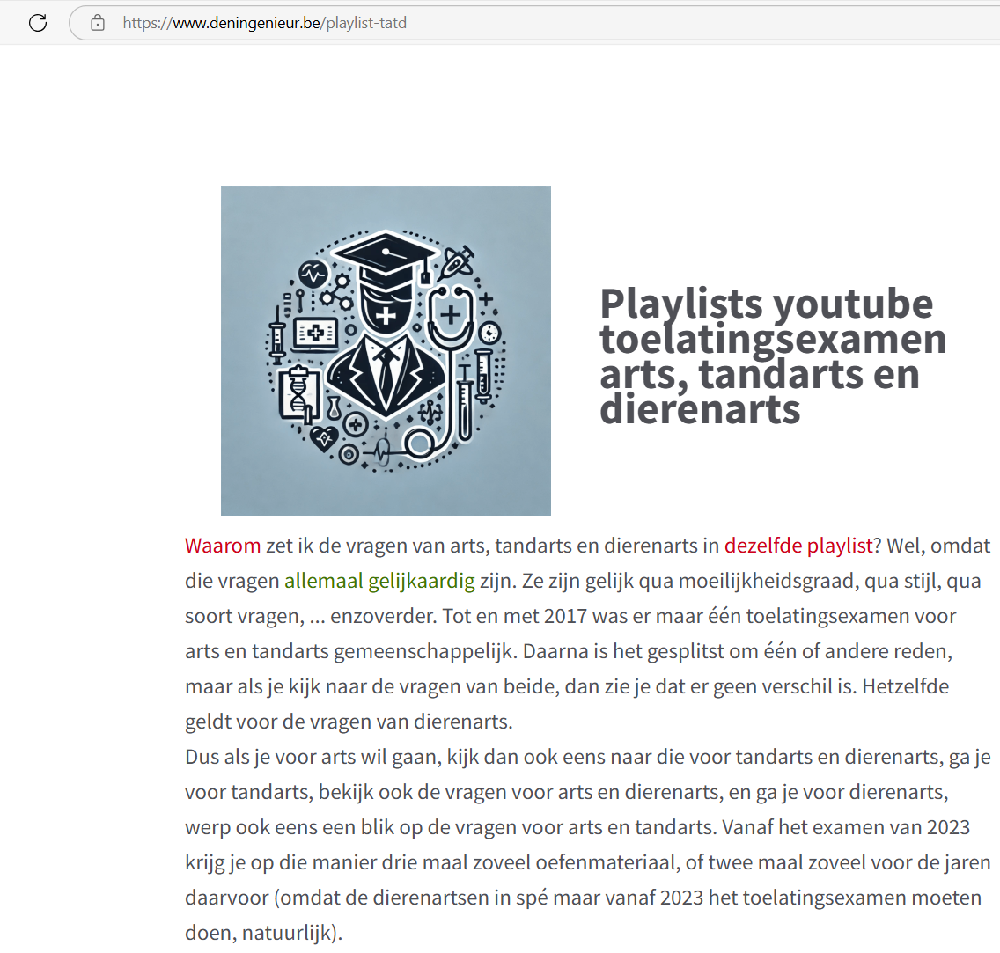 https://www.deningenieur.be/playlist-tatd
Playlists youtube
toelatingsexamen
arts, tandarts en
dierenarts
Waarom zet ik de vragen van arts, tandarts en dierenarts in dezelfde playlist? Wel, omdat
die vragen allemaal gelijkaardig zijn. Ze zijn gelijk qua moeilijkheidsgraad, qua stijl, qua
soort vragen, ... enzoverder. Tot en met 2017 was er maar één toelatingsexamen voor
arts en tandarts gemeenschappelijk. Daarna is het gesplitst om één of andere reden,
maar als je kijk naar de vragen van beide, dan zie je dat er geen verschil is. Hetzelfde
geldt voor de vragen van dierenarts.
Dus als je voor arts wil gaan, kijk dan ook eens naar die voor tandarts en dierenarts, ga je
voor tandarts, bekijk ook de vragen voor arts en dierenarts, en ga je voor dierenarts,
werp ook eens een blik op de vragen voor arts en tandarts. Vanaf het examen van 2023
krijg je op die manier drie maal zoveel oefenmateriaal, of twee maal zoveel voor de jaren
daarvoor (omdat de dierenartsen in spé maar vanaf 2023 het toelatingsexamen moeten
doen, natuurlijk).